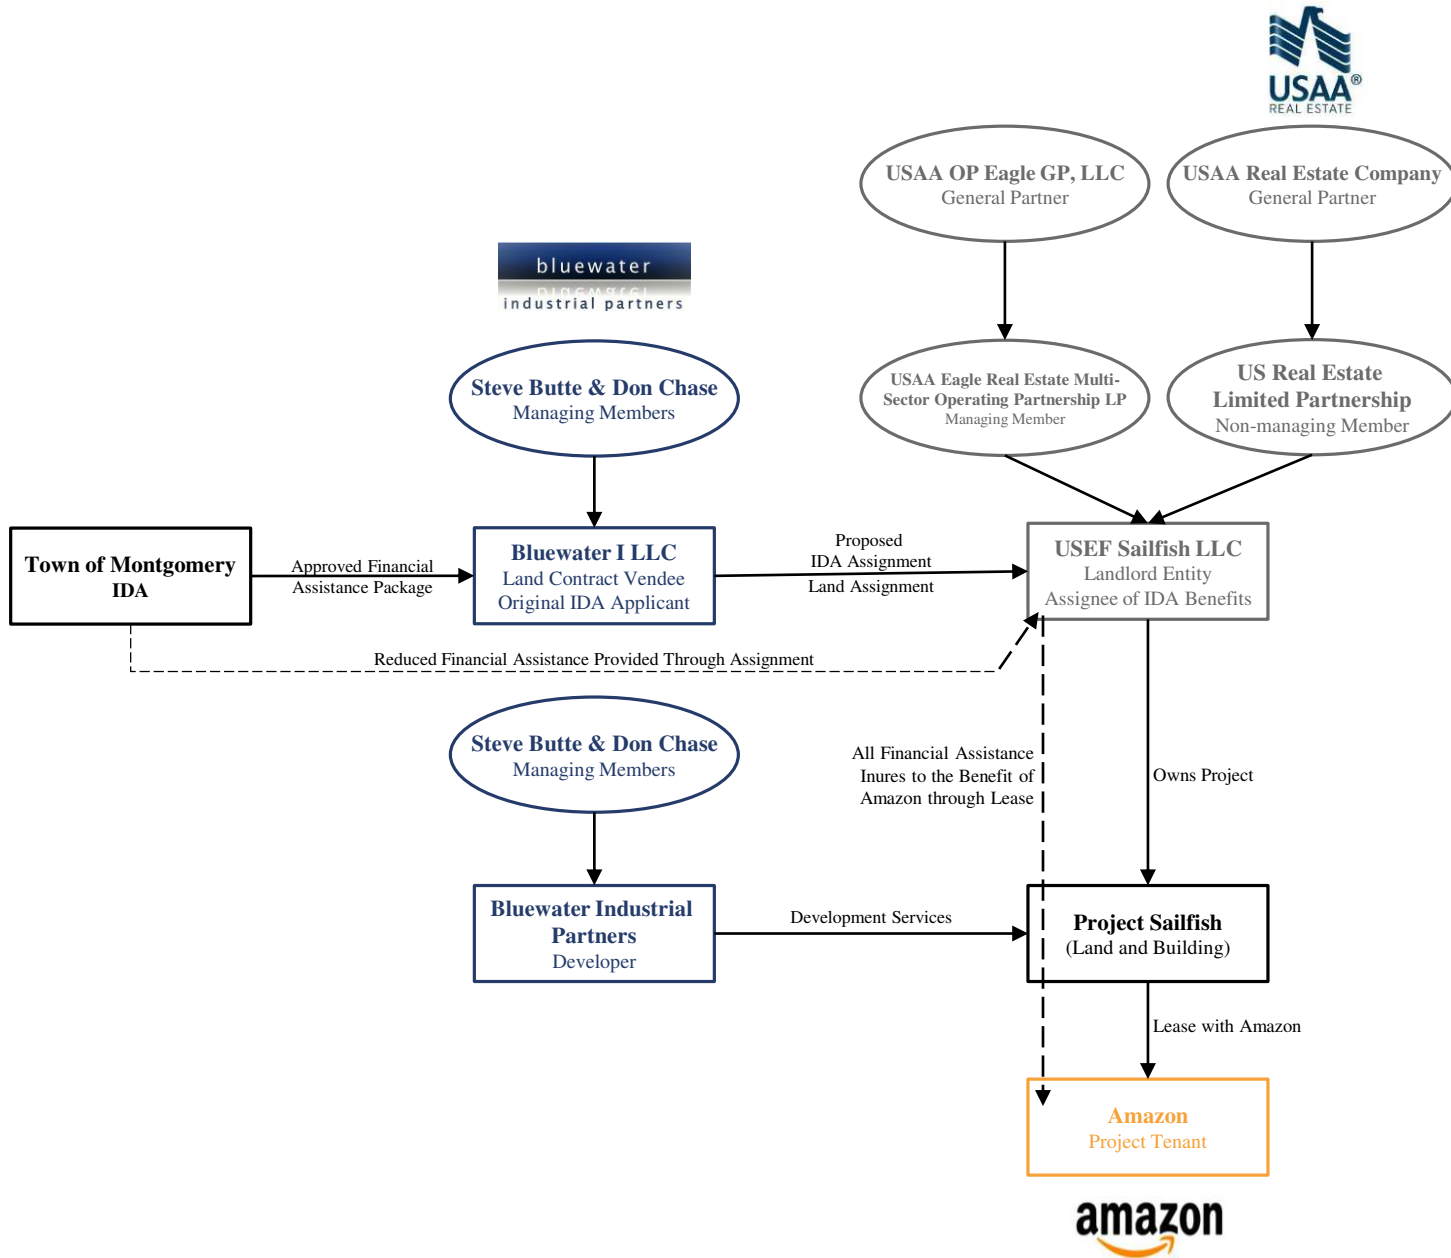 USAA®
REAL ESTATE
USAA OP Eagle GP, LLC
General Partner
USAA Real Estate Company
General Partner
bluewater
industrial partners
Steve Butte & Don Chase
Managing Members
USAA Eagle Real Estate Multi-
Sector Operating Partnership LP
Managing Member
US Real Estate
Limited Partnership
Non-managing Member
Town of Montgomery
IDA
Approved Financial
Assistance Package
Bluewater I LLC
Land Contract Vendee
Original IDA Applicant
Proposed
IDA Assignment
Land Assignment
USEF Sailfish LLC
Landlord Entity
Assignee of IDA Benefits
Reduced Financial Assistance Provided Through Assignment
Steve Butte & Don Chase
Managing Members
All Financial Assistance
Inures to the Benefit of
Amazon through Lease
Owns Project
Bluewater Industrial
Partners
Developer
Development Services
Project Sailfish
(Land and Building)
Lease with Amazon
Amazon
Project Tenant
amazon